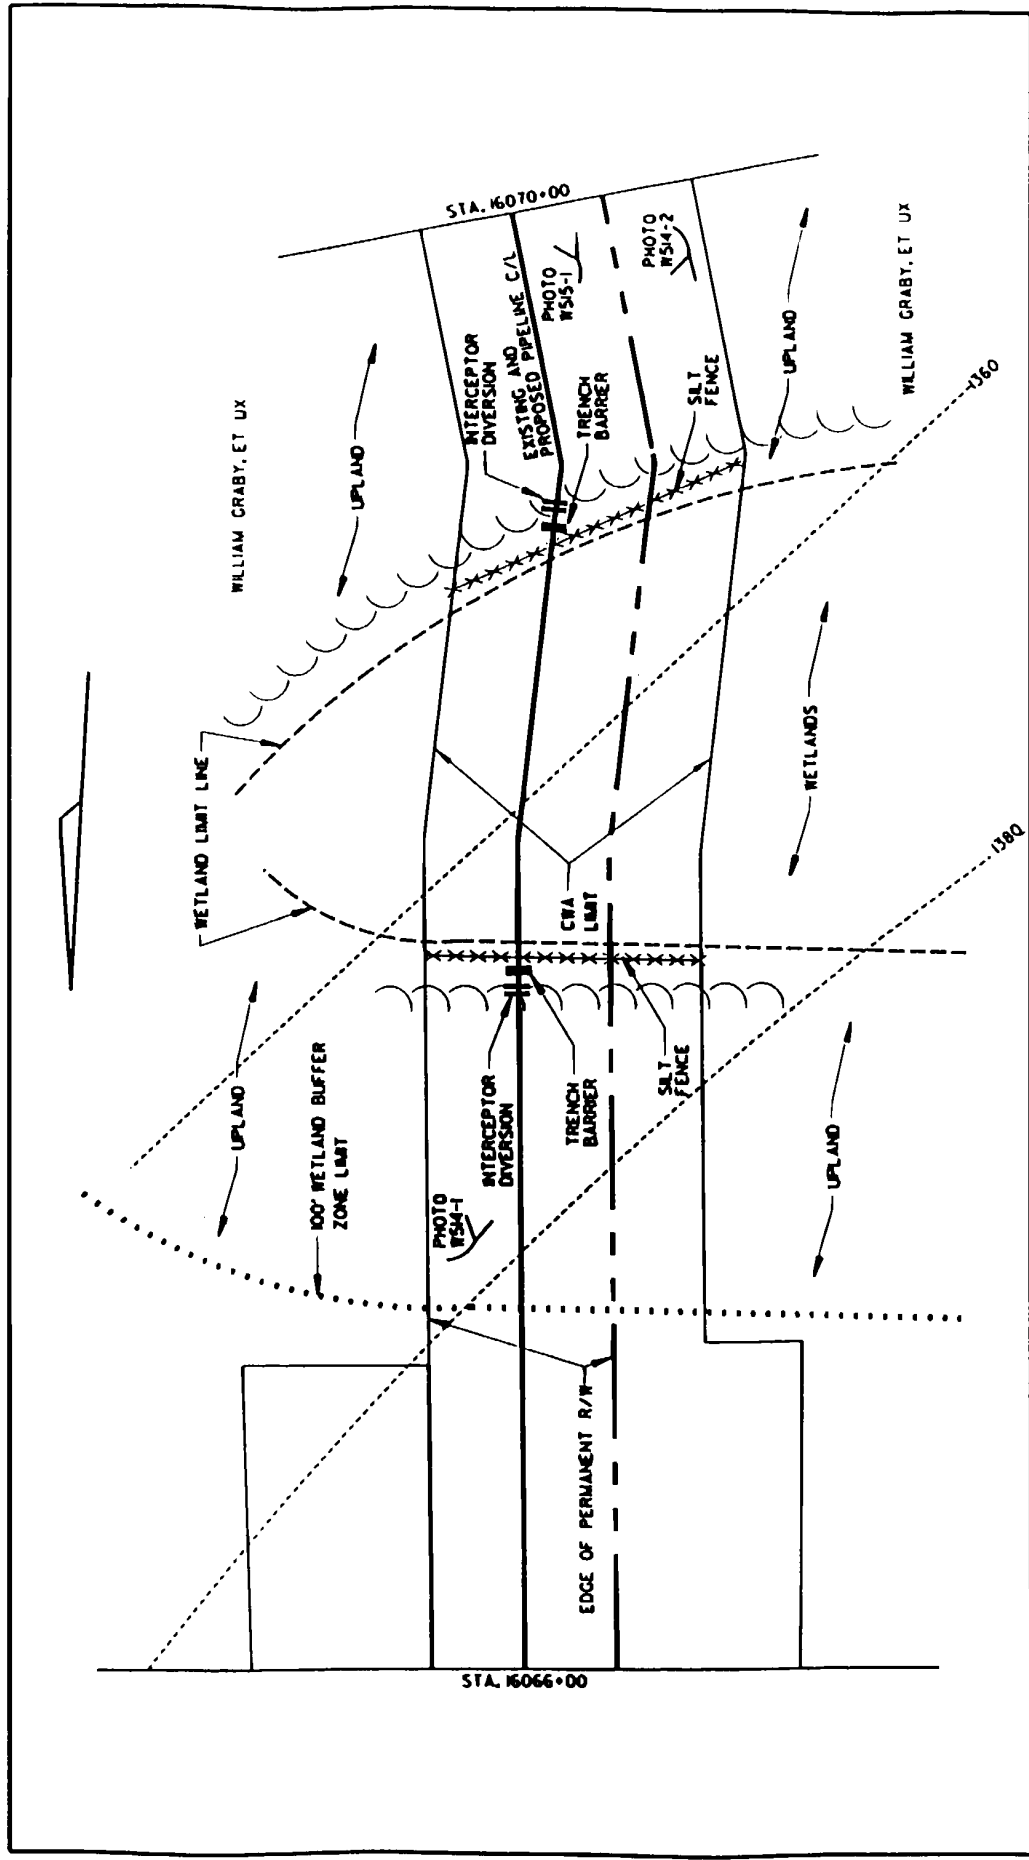 STA. 16070+00
PHOTO
WS14-2
PHOTO
WS15-1
WILLIAM GRABY, ET UX
UPLAND
INTERCEPTOR
DIVERSION
EXISTING AND
PROPOSED PIPELINE C/L
TRENCH
BARRIER
SILT
FENCE
UPLAND
WILLIAM GRABY, ET UX
1360
WETLAND LIMIT LINE
CWA
LIMIT
WETLANDS
1380
UPLAND
100' WETLAND BUFFER
ZONE LIMIT
PHOTO
WS14-1
INTERCEPTOR
DIVERSION
TRENCH
BARRIER
SILT
FENCE
UPLAND
EDGE OF PERMANENT R/W
STA. 16066+00